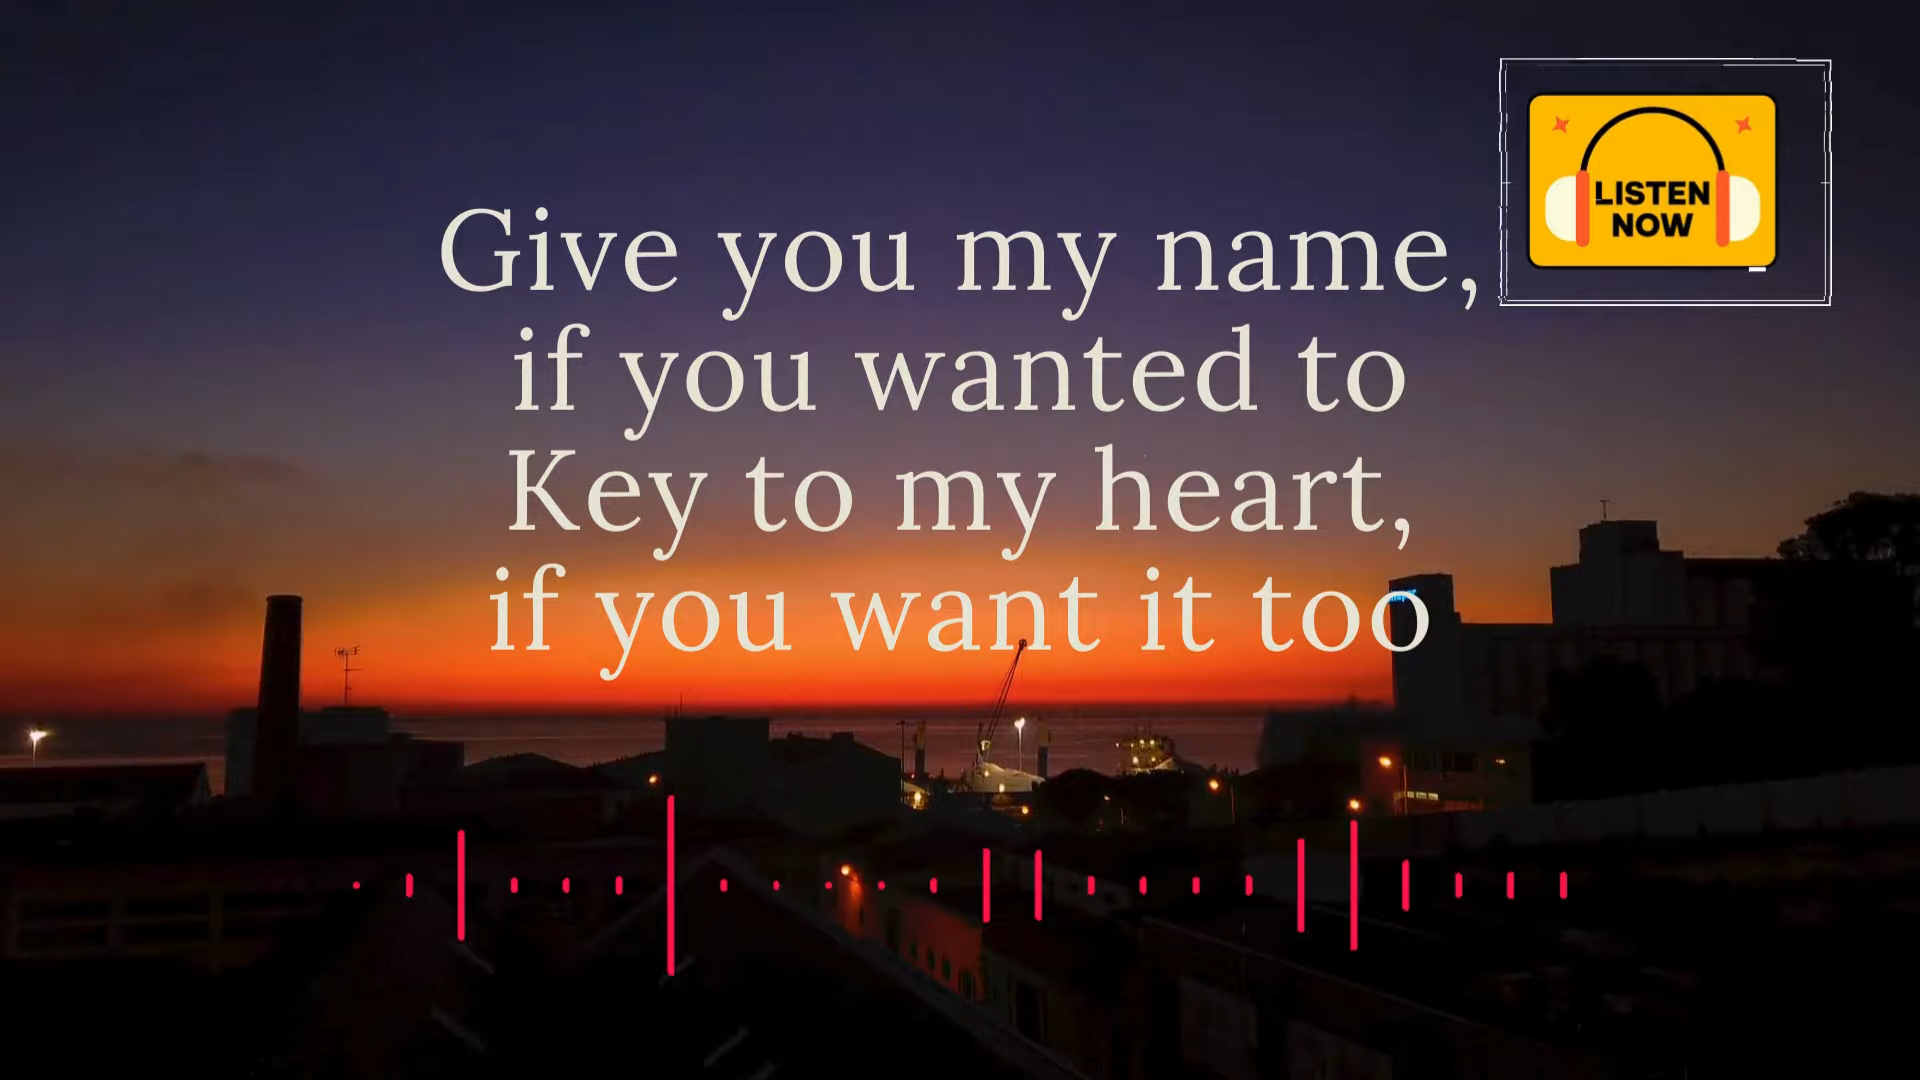 LISTEN
NOW
Give you my name,
if you wanted to
Key to my heart,
if you want it too